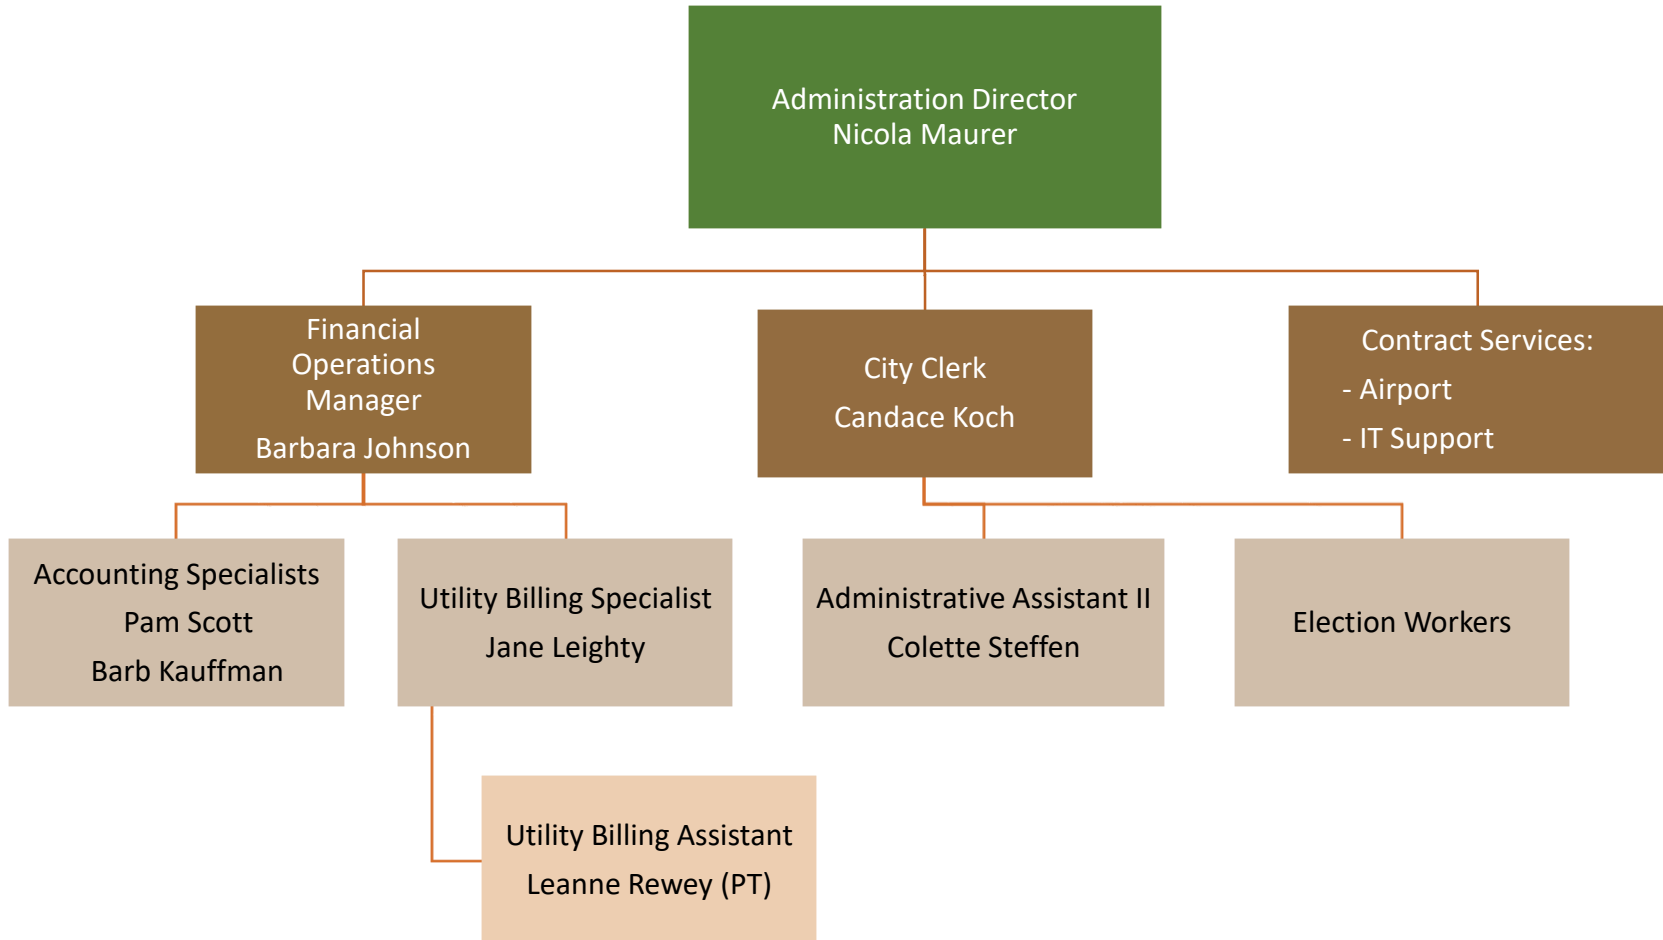 Administration Director
Nicola Maurer
Financial
Operations
Manager
Barbara Johnson
City Clerk
Candace Koch
Contract Services:
- Airport
- IT Support
Accounting Specialists
Pam Scott
Barb Kauffman
Utility Billing Specialist
Jane Leighty
Administrative Assistant II
Colette Steffen
Election Workers
Utility Billing Assistant
Leanne Rewey (PT)